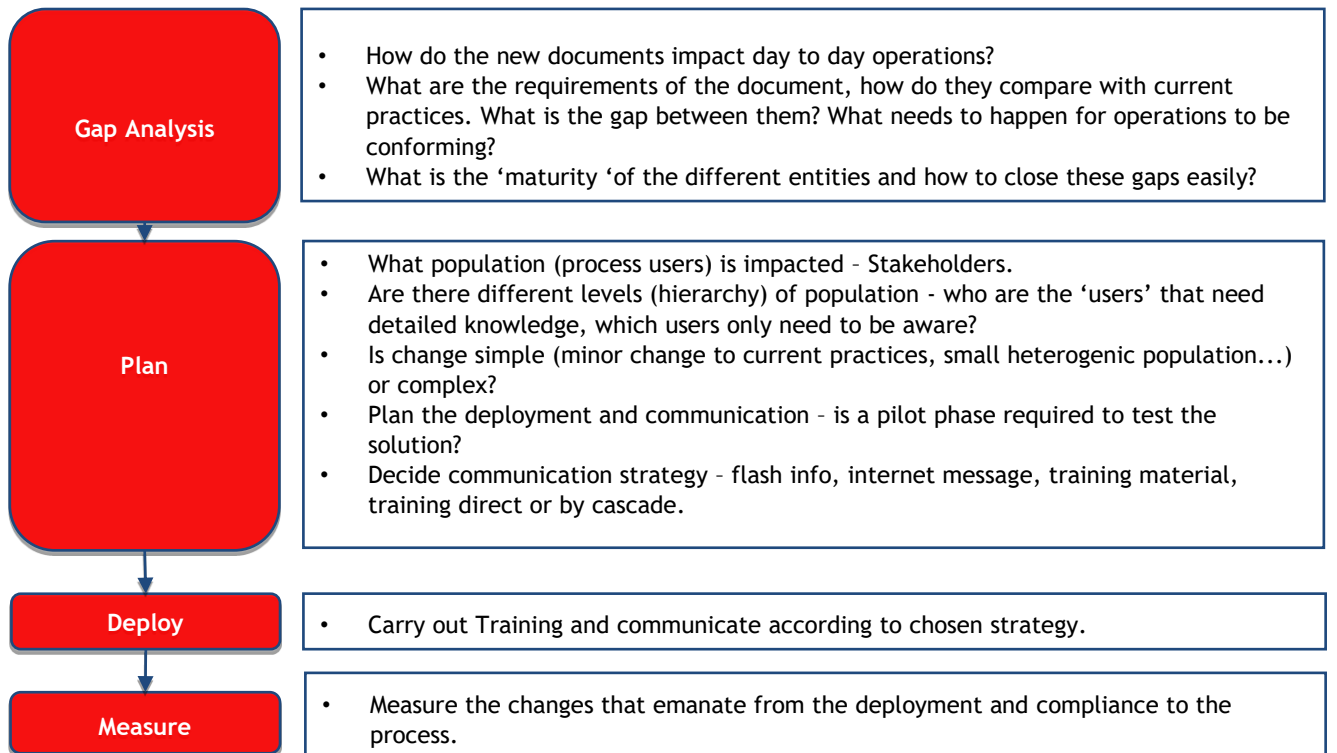 Gap Analysis
• How do the new documents impact day to day operations?
• What are the requirements of the document, how do they compare with current
practices. What is the gap between them? What needs to happen for operations to be
conforming?
• What is the ‘maturity ‘of the different entities and how to close these gaps easily?
Plan
• What population (process users) is impacted – Stakeholders.
• Are there different levels (hierarchy) of population - who are the ‘users’ that need
detailed knowledge, which users only need to be aware?
• Is change simple (minor change to current practices, small heterogenic population...)
or complex?
• Plan the deployment and communication – is a pilot phase required to test the
solution?
• Decide communication strategy – flash info, internet message, training material,
training direct or by cascade.
Deploy
• Carry out Training and communicate according to chosen strategy.
Measure
• Measure the changes that emanate from the deployment and compliance to the
process.